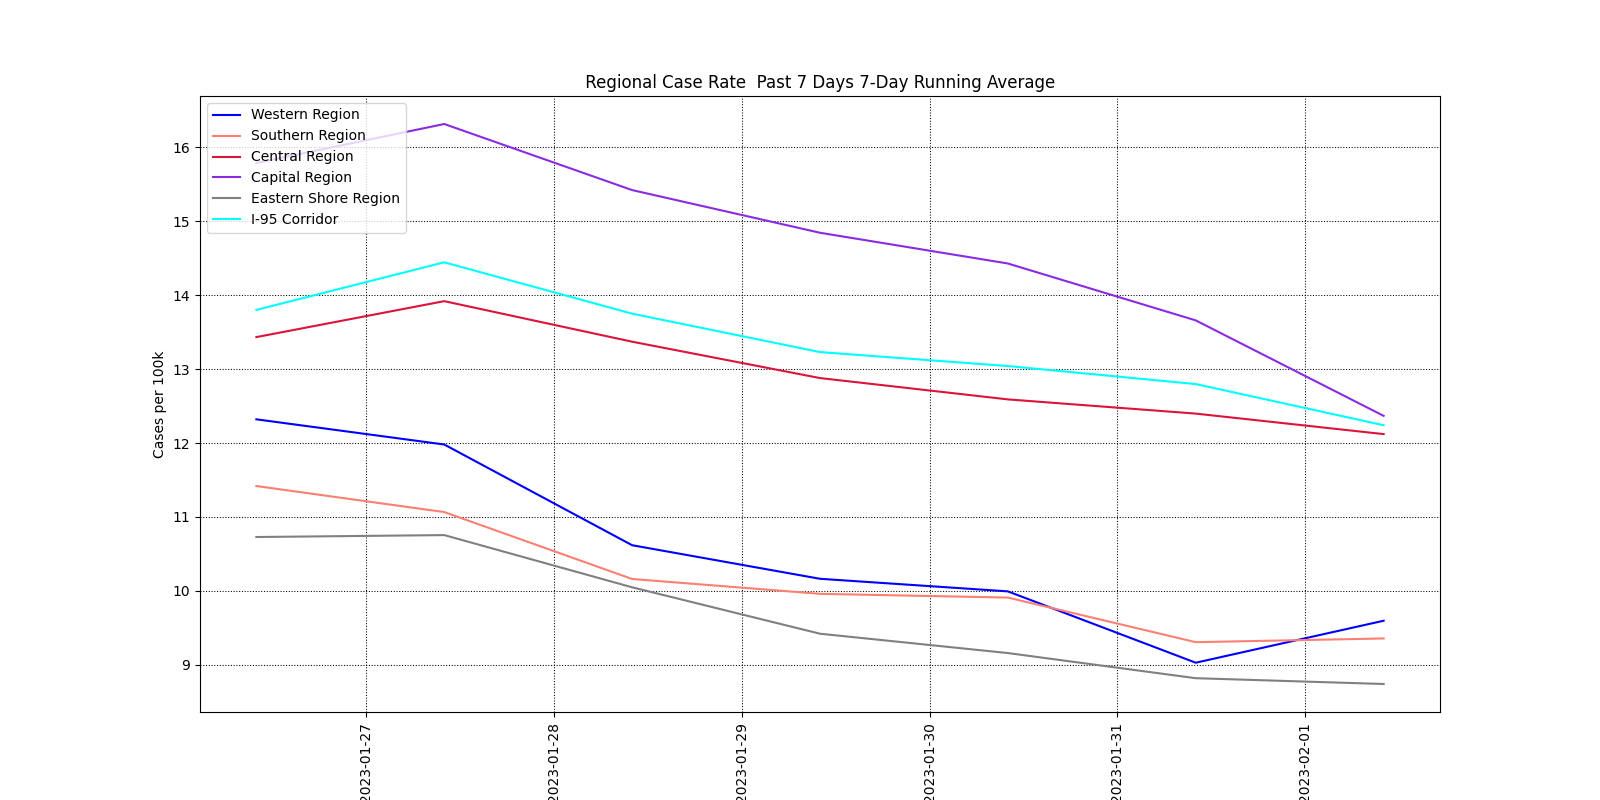 Regional Case Rate  Past 7 Days 7-Day Running Average
Western Region
Southern Region
Central Region
Capital Region
Eastern Shore Region
I-95 Corridor
Cases per 100k
16
15
14
13
12
11
10
9
2023-01-27
2023-01-28
2023-01-29
2023-01-30
2023-01-31
2023-02-01